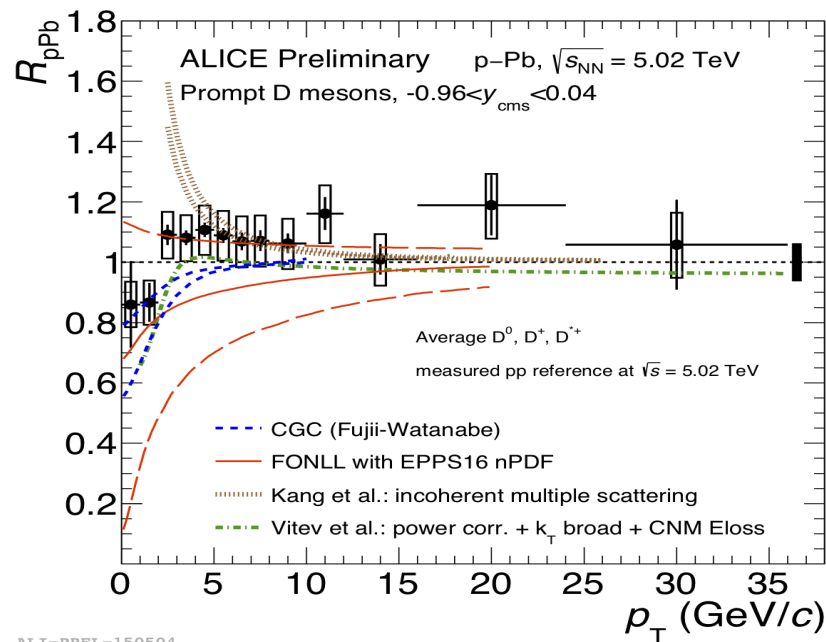 R_pPb
1.8
1.6
1.4
1.2
1
0.8
0.6
0.4
0.2
ALICE Preliminary p−Pb, √s_NN = 5.02 TeV
Prompt D mesons, -0.96<y_cms<0.04
Average D⁰, D⁺, D*⁺
measured pp reference at √s = 5.02 TeV
CGC (Fujii-Watanabe)
FONLL with EPPS16 nPDF
Kang et al.: incoherent multiple scattering
Vitev et al.: power corr. + k_T broad + CNM Eloss
0 5 10 15 20 25 30 35
p_T (GeV/c)
ALI-PREL-150504